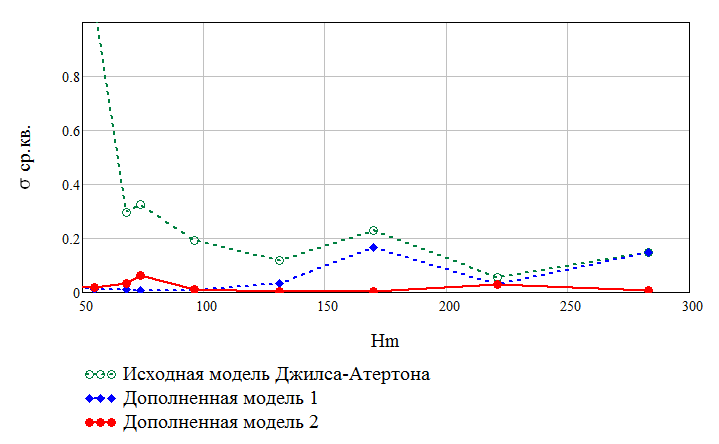 0.8
0.6
0.4
0.2
0
σ ср.кв.
50 100 150 200 250 300
Hm
Исходная модель Джилса-Атертона
Дополненная модель 1
Дополненная модель 2